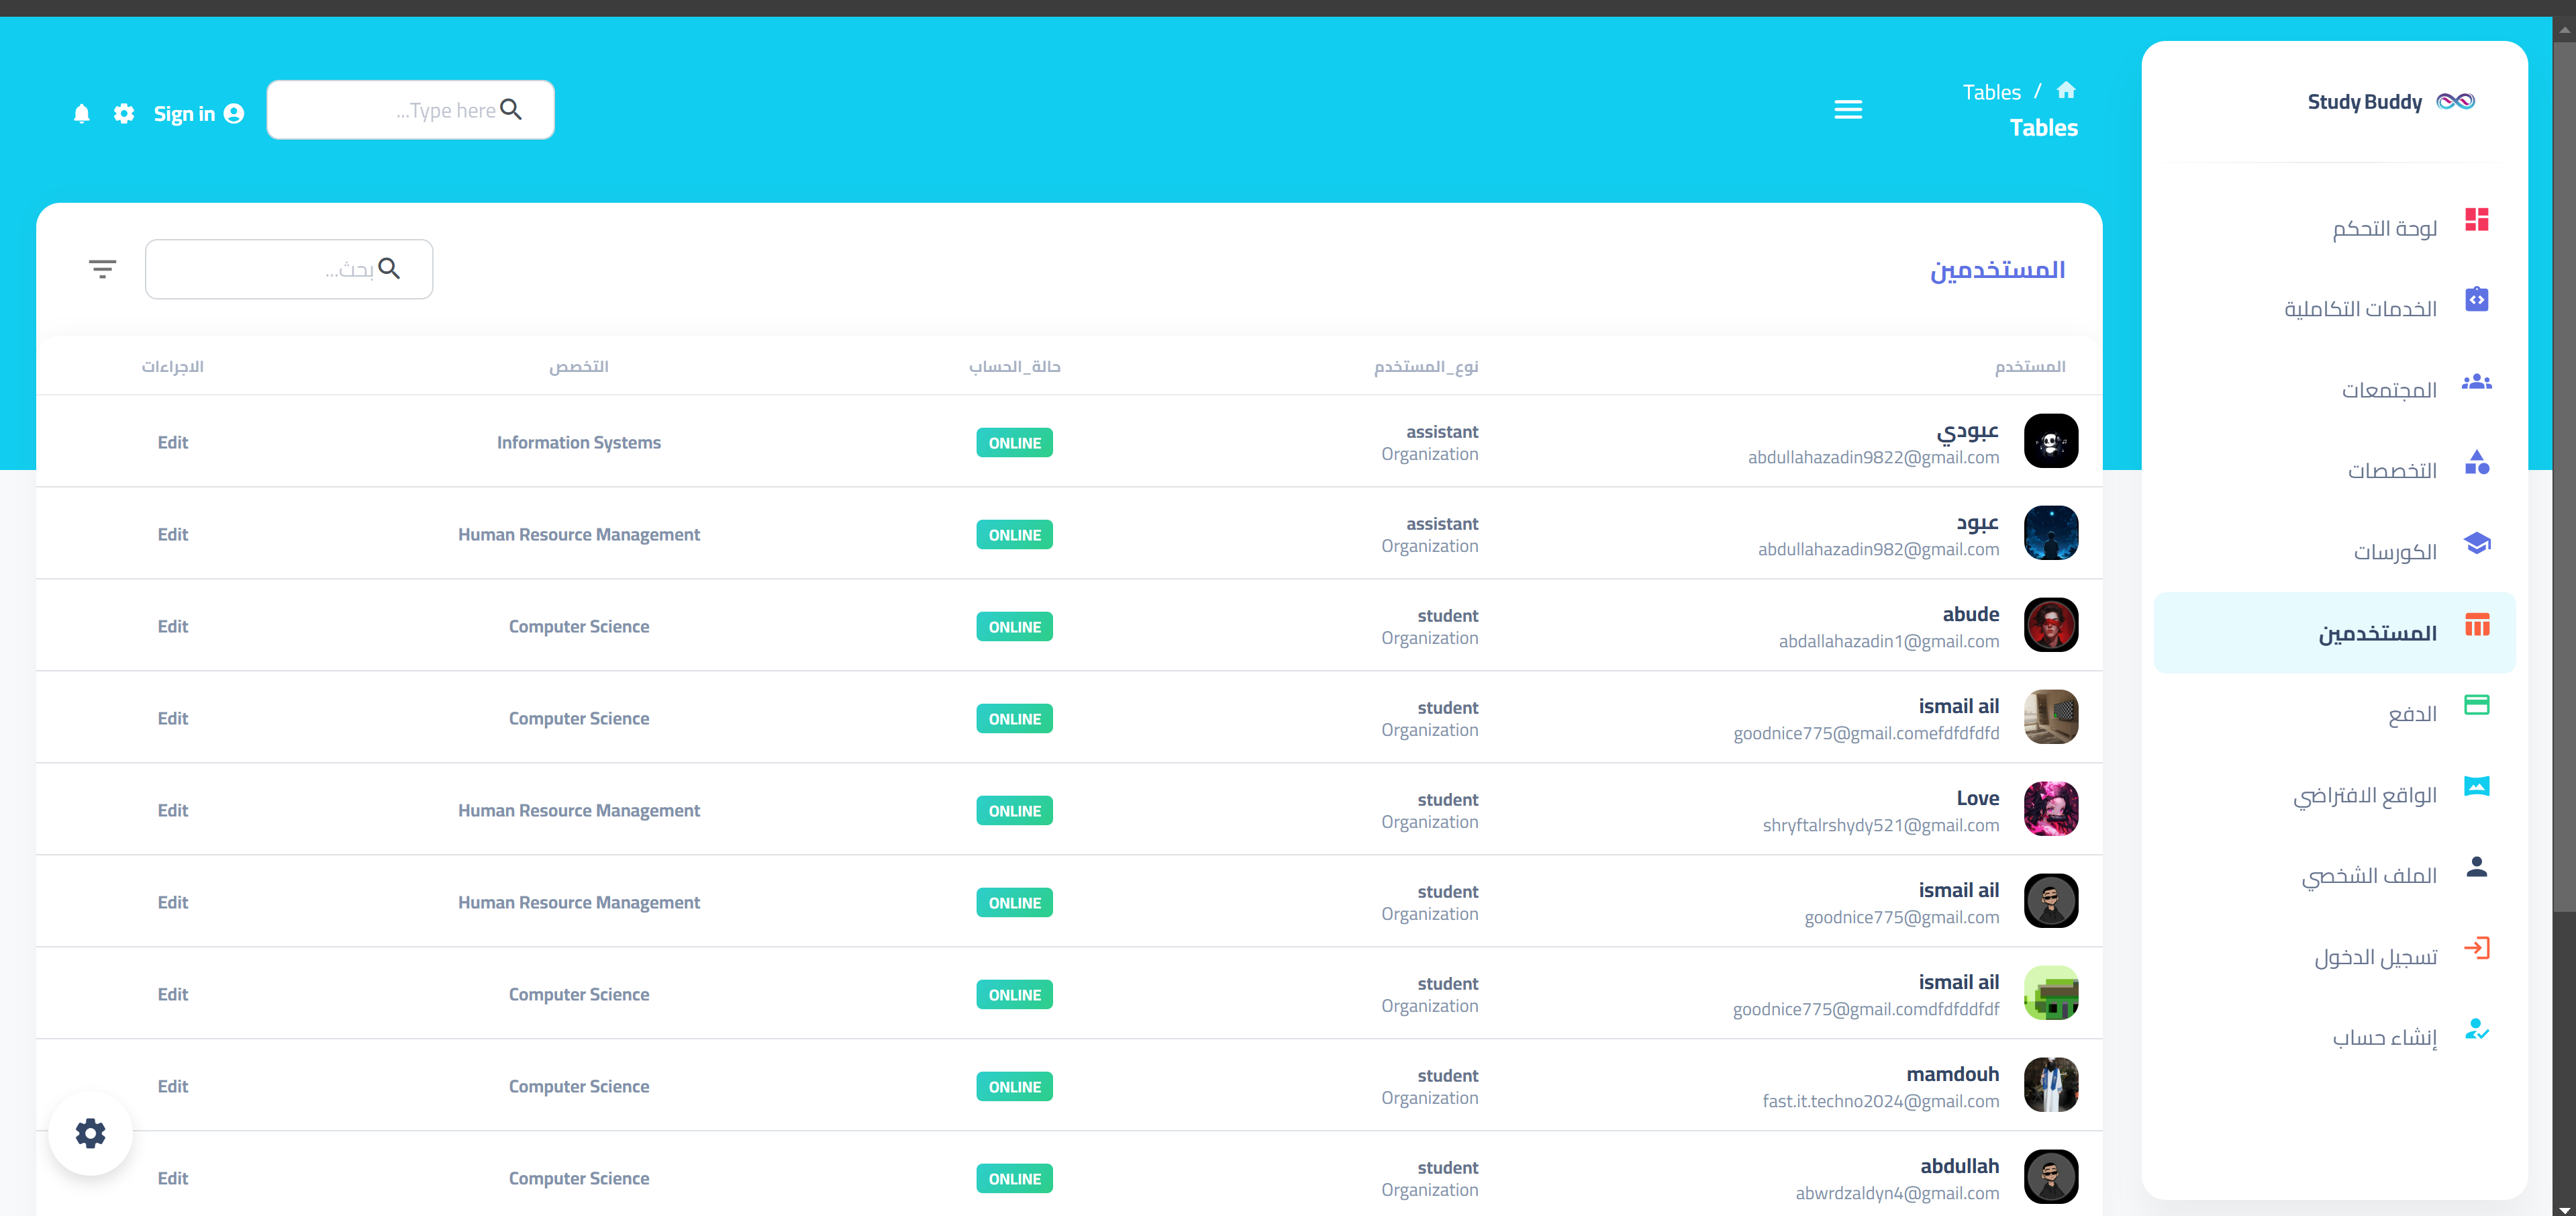 Study Buddy
لوحة التحكم
الخدمات التكاملية
المجتمعات
التخصصات
الكورسات
المستخدمين
الدفع
الواقع الافتراضي
الملف الشخصي
تسجيل الدخول
إنشاء حساب
Tables /
Tables
Type here...
Sign in
المستخدمين
بحث...
المستخدم نوع_المستخدم حالة_الحساب التخصص الاجراءات
عبودي
abdullahazadin9822@gmail.com
assistant
Organization
ONLINE
Information Systems
Edit
عبود
abdullahazadin982@gmail.com
assistant
Organization
ONLINE
Human Resource Management
Edit
abude
abdallahazadin1@gmail.com
student
Organization
ONLINE
Computer Science
Edit
ismail ail
goodnice775@gmail.comefdfdfdfd
student
Organization
ONLINE
Computer Science
Edit
Love
shryftalrshydy521@gmail.com
student
Organization
ONLINE
Human Resource Management
Edit
ismail ail
goodnice775@gmail.com
student
Organization
ONLINE
Human Resource Management
Edit
ismail ail
goodnice775@gmail.comdfdfddfdf
student
Organization
ONLINE
Computer Science
Edit
mamdouh
fast.it.techno2024@gmail.com
student
Organization
ONLINE
Computer Science
Edit
abdullah
abwrdzaldyn4@gmail.com
student
Organization
ONLINE
Computer Science
Edit